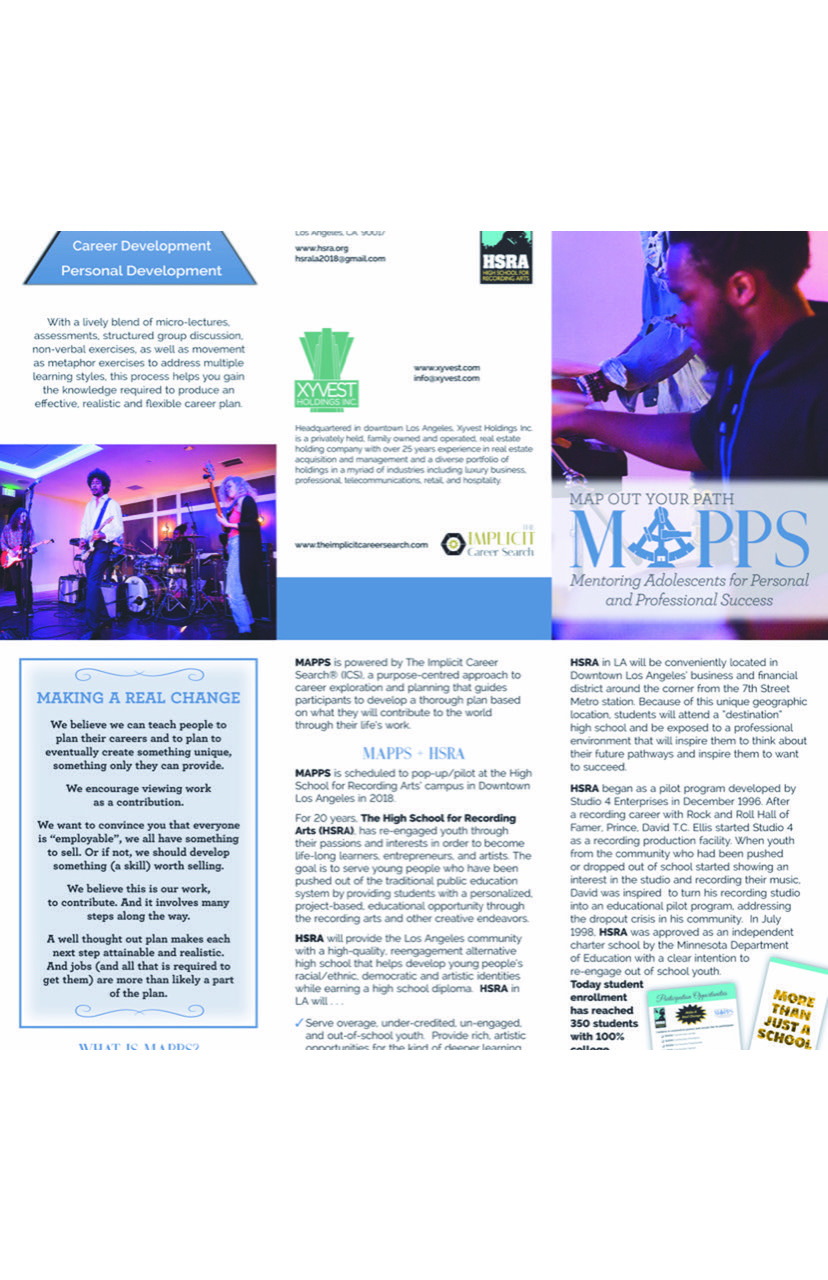 Career Development
Personal Development
With a lively blend of micro-lectures,
assessments, structured group discussion,
non-verbal exercises, as well as movement
as metaphor exercises to address multiple
learning styles, this process helps you gain
the knowledge required to produce an
effective, realistic and flexible career plan.
Los Angeles, CA. 90017
www.hsra.org
hsrala2018@gmail.com
HSRA
HIGH SCHOOL FOR
RECORDING ARTS
XYVEST
HOLDINGS INC.
www.xyvest.com
info@xyvest.com
Headquartered in downtown Los Angeles, Xyvest Holdings Inc.
is a privately held, family owned and operated, real estate
holding company with over 25 years experience in real estate
acquisition and management and a diverse portfolio of
holdings in a myriad of industries including luxury business,
professional, telecommunications, retail, and hospitality.
www.theimplicitcareersearch.com
THE
IMPLICIT
Career Search
MAP OUT YOUR PATH
MAPPS
Mentoring Adolescents for Personal
and Professional Success
MAKING A REAL CHANGE
We believe we can teach people to
plan their careers and to plan to
eventually create something unique,
something only they can provide.
We encourage viewing work
as a contribution.
We want to convince you that everyone
is “employable”, we all have something
to sell. Or if not, we should develop
something (a skill) worth selling.
We believe this is our work,
to contribute. And it involves many
steps along the way.
A well thought out plan makes each
next step attainable and realistic.
And jobs (and all that is required to
get them) are more than likely a part
of the plan.
WHAT IS MAPPS?
MAPPS is powered by The Implicit Career
Search® (ICS), a purpose-centred approach to
career exploration and planning that guides
participants to develop a thorough plan based
on what they will contribute to the world
through their life's work.
MAPPS + HSRA
MAPPS is scheduled to pop-up/pilot at the High
School for Recording Arts' campus in Downtown
Los Angeles in 2018.
For 20 years, The High School for Recording
Arts (HSRA), has re-engaged youth through
their passions and interests in order to become
life-long learners, entrepreneurs, and artists. The
goal is to serve young people who have been
pushed out of the traditional public education
system by providing students with a personalized,
project-based, educational opportunity through
the recording arts and other creative endeavors.
HSRA will provide the Los Angeles community
with a high-quality, reengagement alternative
high school that helps develop young people's
racial/ethnic, democratic and artistic identities
while earning a high school diploma. HSRA in
LA will . . .
✓ Serve overage, under-credited, un-engaged,
and out-of-school youth. Provide rich, artistic
opportunities for the kind of deeper learning
HSRA in LA will be conveniently located in
Downtown Los Angeles' business and financial
district around the corner from the 7th Street
Metro station. Because of this unique geographic
location, students will attend a “destination”
high school and be exposed to a professional
environment that will inspire them to think about
their future pathways and inspire them to want
to succeed.
HSRA began as a pilot program developed by
Studio 4 Enterprises in December 1996. After
a recording career with Rock and Roll Hall of
Famer, Prince, David T.C. Ellis started Studio 4
as a recording production facility. When youth
from the community who had been pushed
or dropped out of school started showing an
interest in the studio and recording their music,
David was inspired to turn his recording studio
into an educational pilot program, addressing
the dropout crisis in his community. In July
1998, HSRA was approved as an independent
charter school by the Minnesota Department
of Education with a clear intention to
re-engage out of school youth.
Today student
enrollment
has reached
350 students
with 100%
college
Participation Opportunities
MAPPS
MORE
THAN
JUST A
SCHOOL